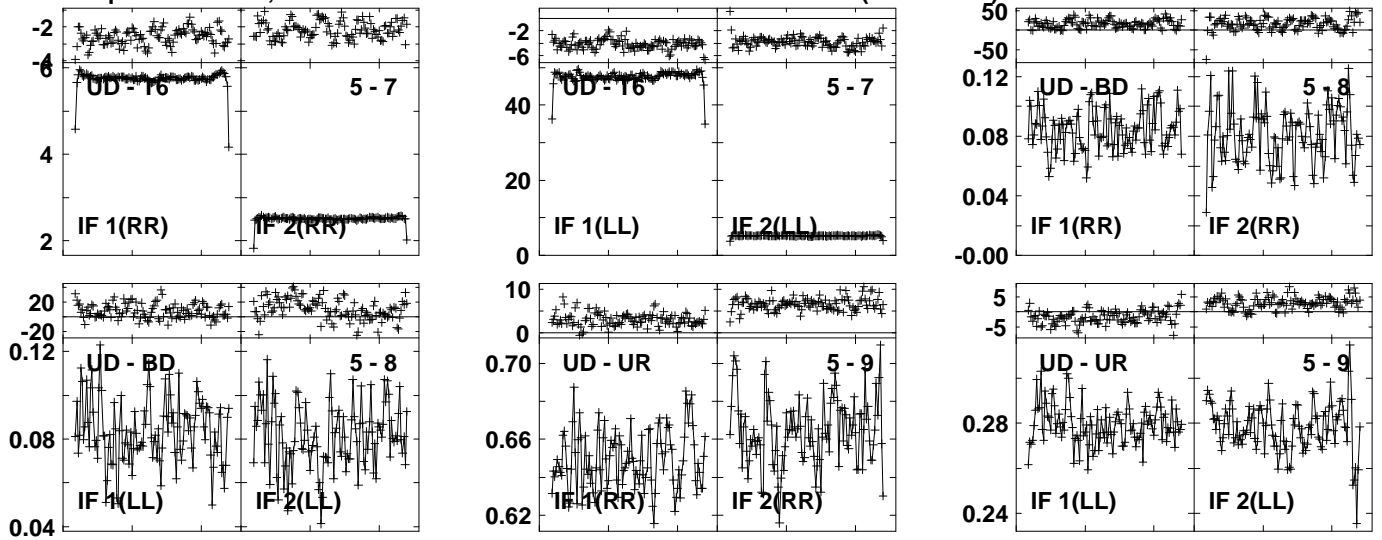 -2
-4
6
4
2
UD - T6
5 - 7
IF 1(RR)
IF 2(RR)
-2
-6
40
20
0
UD - T6
5 - 7
IF 1(LL)
IF 2(LL)
50
-50
0.12
0.08
0.04
-0.00
UD - BD
5 - 8
IF 1(RR)
IF 2(RR)
20
-20
0.12
0.08
0.04
UD - BD
5 - 8
IF 1(LL)
IF 2(LL)
10
0
0.70
0.66
0.62
UD - UR
5 - 9
IF 1(RR)
IF 2(RR)
5
-5
0.28
0.24
UD - UR
5 - 9
IF 1(LL)
IF 2(LL)